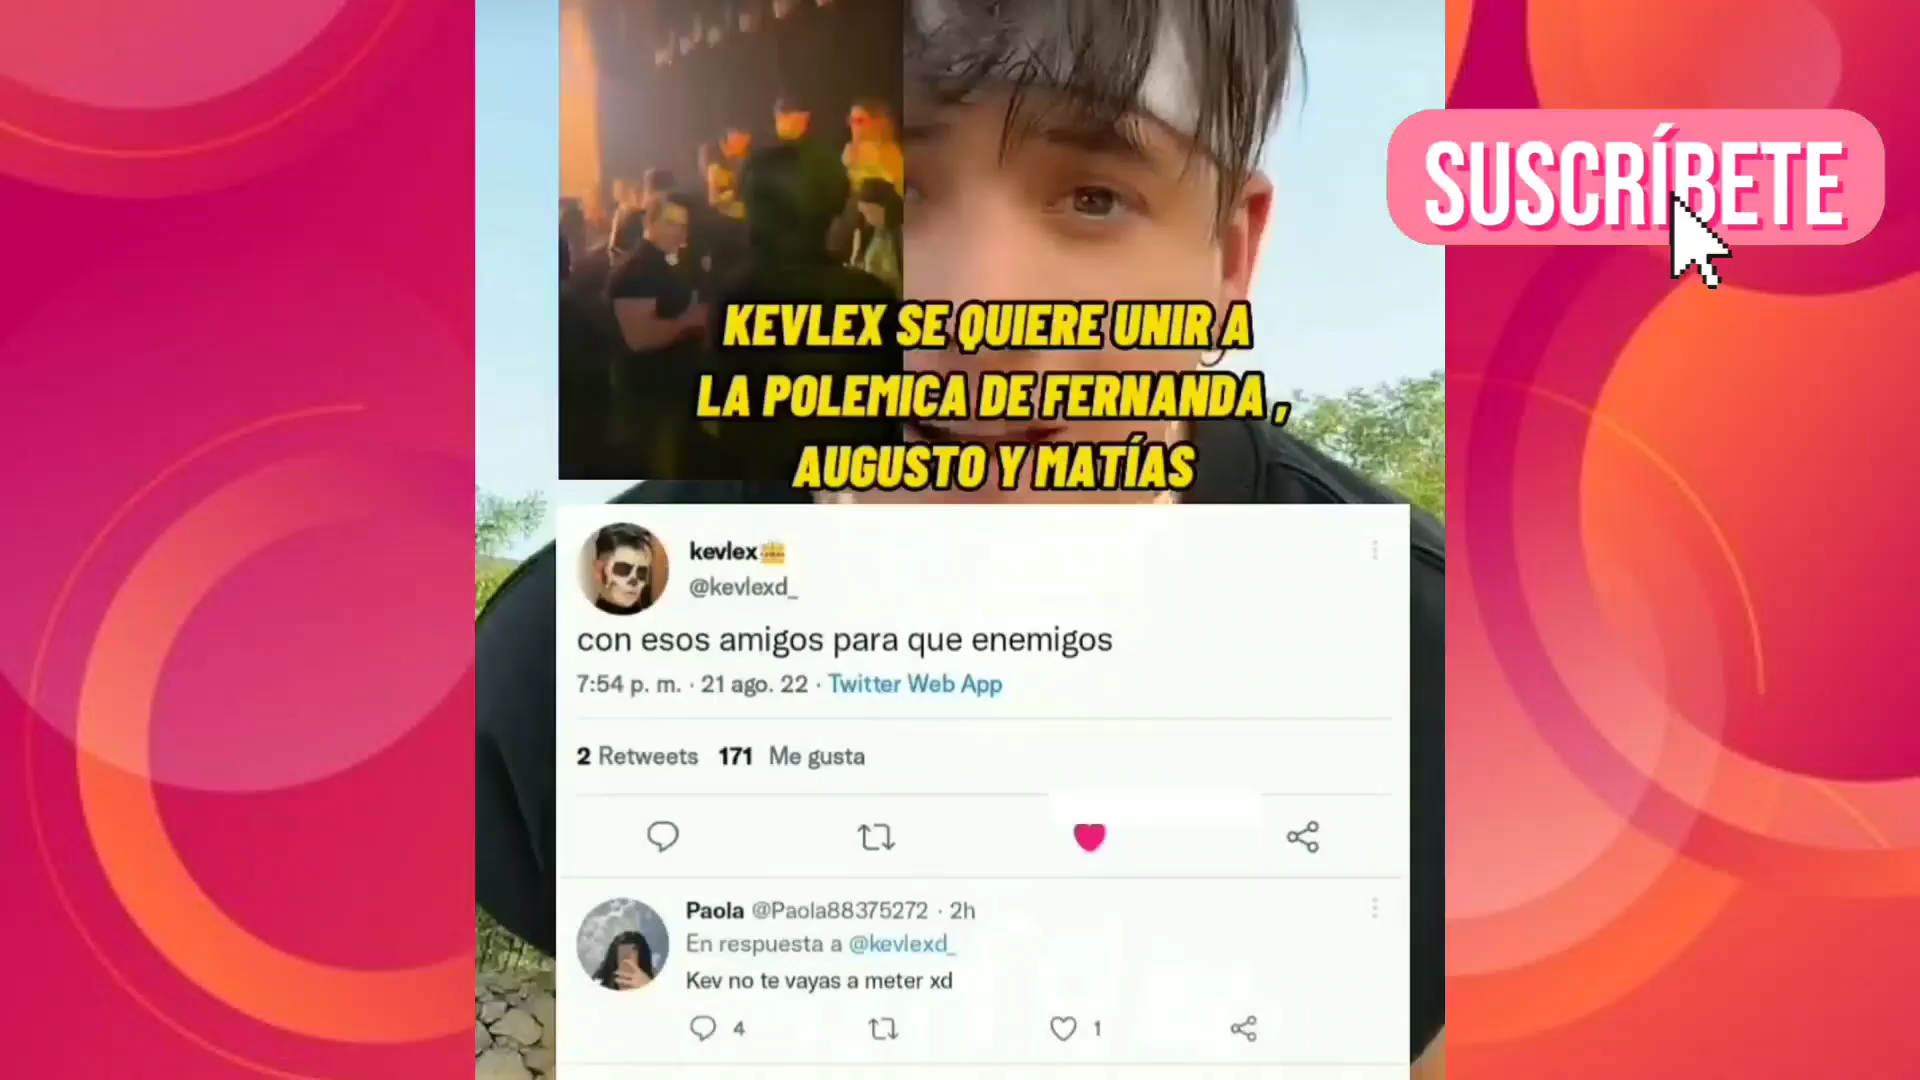 SUSCRÍBETE
KEVLEX SE QUIERE UNIR A
LA POLEMICA DE FERNANDA ,
AUGUSTO Y MATÍAS
kevlex
@kevlexd_
con esos amigos para que enemigos
7:54 p. m. · 21 ago. 22 · Twitter Web App
2 Retweets 171 Me gusta
Paola @Paola88375272 · 2h
En respuesta a @kevlexd_
Kev no te vayas a meter xd
4 1